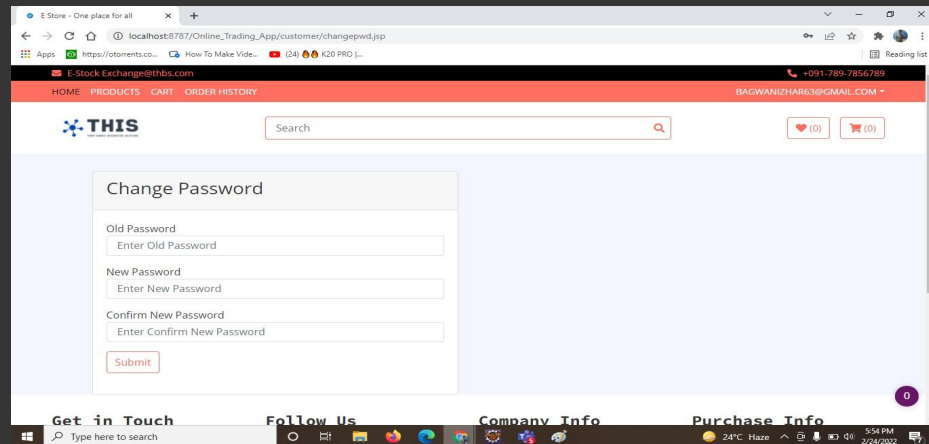 E Store - One place for all
localhost:8787/Online_Trading_App/customer/changepwd.jsp
Apps https://otorrents.co... How To Make Vide... (24) 🔥🔥 K20 PRO |... Reading list
E-Stock Exchange@thbs.com +091-789-7856789
HOME PRODUCTS CART ORDER HISTORY BAGWANIZHAR63@GMAIL.COM
THIS Search (0) (0)
Change Password
Old Password
Enter Old Password
New Password
Enter New Password
Confirm New Password
Enter Confirm New Password
Submit
0
Get in Touch Follow Us Company Info Purchase Info
Type here to search 24°C Haze 5:54 PM
2/24/2022